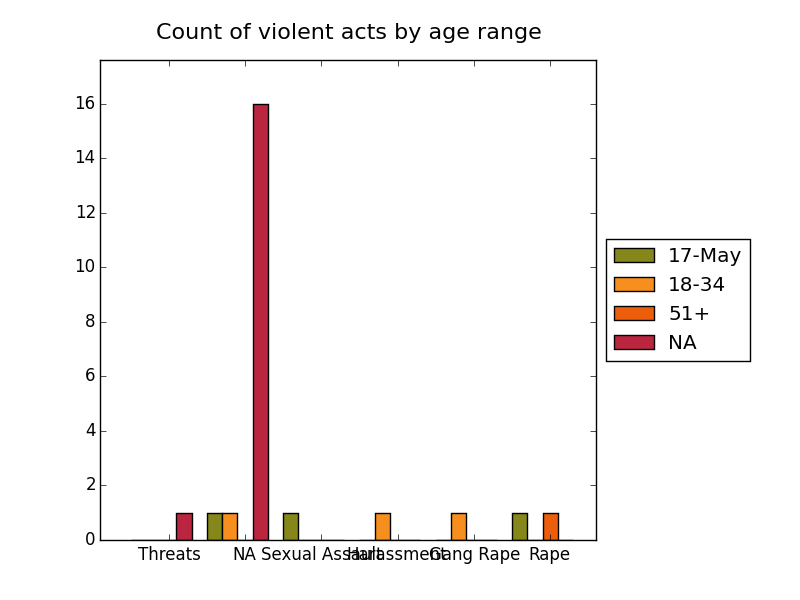 Count of violent acts by age range
16
14
12
10
8
6
4
2
0
Threats NA Sexual Assault Harassment Gang Rape Rape
17-May
18-34
51+
NA